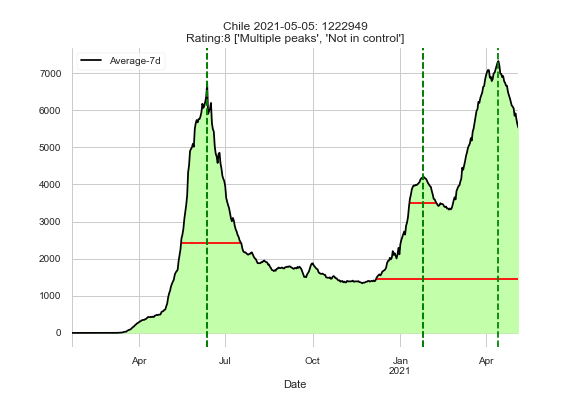 Chile 2021-05-05: 1222949
Rating:8 ['Multiple peaks', 'Not in control']
Average-7d
7000
6000
5000
4000
3000
2000
1000
0
Apr Jul Oct Jan Apr
2021
Date